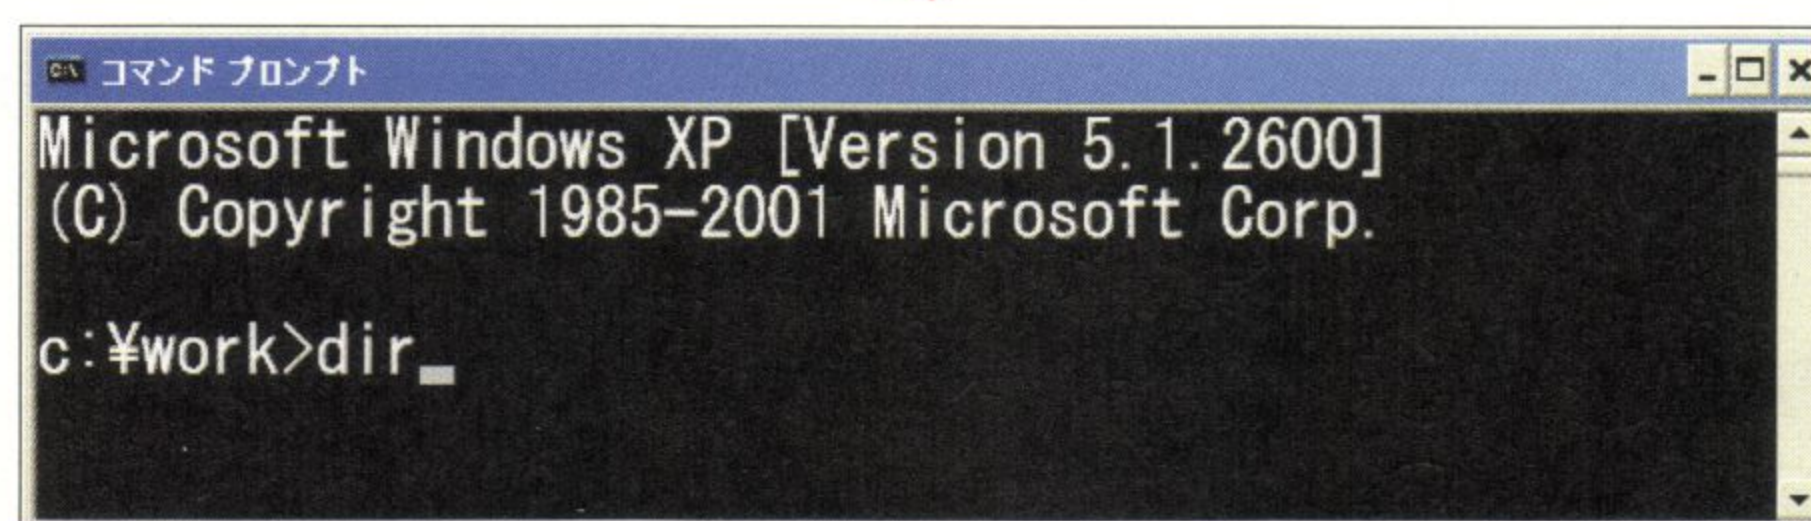 コマンド プロンプト
Microsoft Windows XP [Version 5.1.2600]
(C) Copyright 1985-2001 Microsoft Corp.
c:¥work>dir_